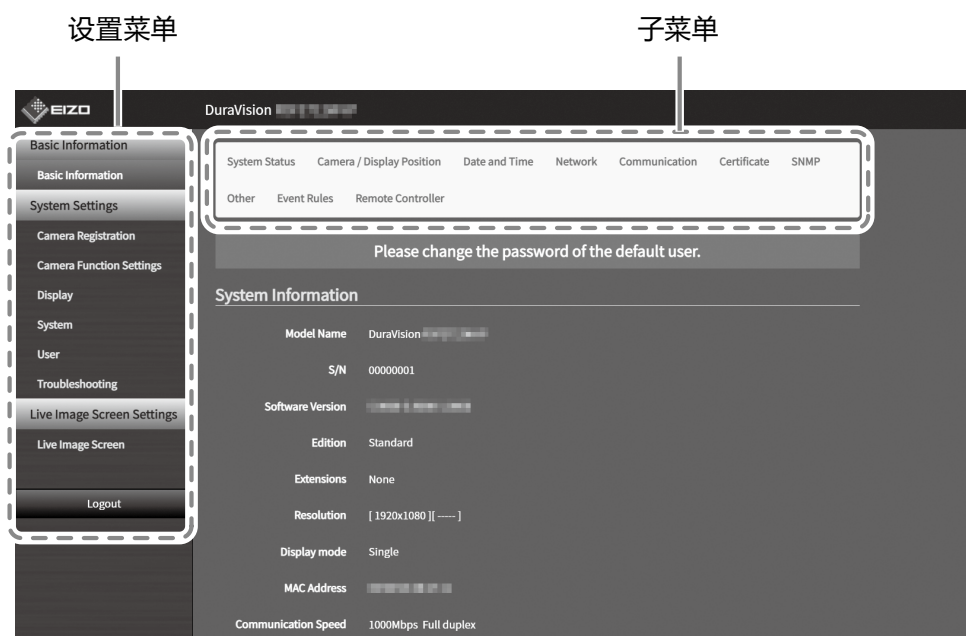 设置菜单
子菜单
EIZO
DuraVision
Basic Information
Basic Information
System Settings
Camera Registration
Camera Function Settings
Display
System
User
Troubleshooting
Live Image Screen Settings
Live Image Screen
Logout
System Status Camera / Display Position Date and Time Network Communication Certificate SNMP
Other Event Rules Remote Controller
Please change the password of the default user.
System Information
Model Name DuraVision
S/N 00000001
Software Version
Edition Standard
Extensions None
Resolution [ 1920x1080 ][ ----- ]
Display mode Single
MAC Address
Communication Speed 1000Mbps Full duplex